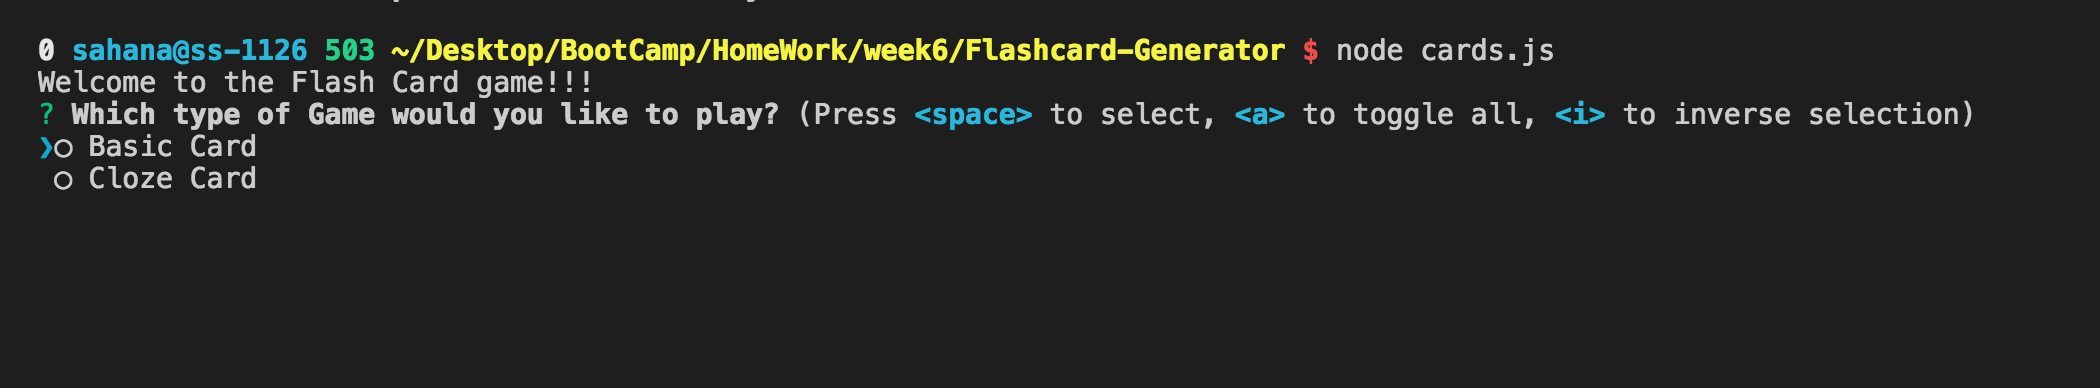 0 sahana@ss-1126 503 ~/Desktop/BootCamp/HomeWork/week6/Flashcard-Generator $ node cards.js
Welcome to the Flash Card game!!!
? Which type of Game would you like to play? (Press <space> to select, <a> to toggle all, <i> to inverse selection)
❯○ Basic Card
○ Cloze Card